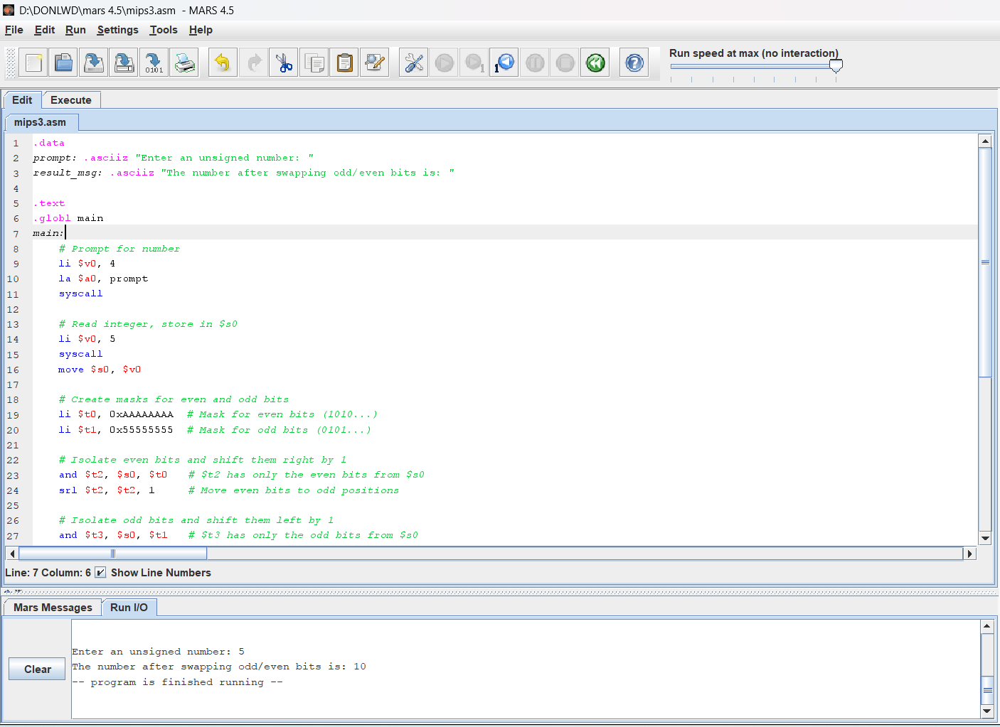 D:\DONLWD\mars 4.5\mips3.asm - MARS 4.5
File Edit Run Settings Tools Help
Run speed at max (no interaction)
0101
1
1
Edit Execute
mips3.asm
1 .data
2 prompt: .asciiz "Enter an unsigned number: "
3 result_msg: .asciiz "The number after swapping odd/even bits is: "
4
5 .text
6 .globl main
7 main:
8 # Prompt for number
9 li $v0, 4
10 la $a0, prompt
11 syscall
12
13 # Read integer, store in $s0
14 li $v0, 5
15 syscall
16 move $s0, $v0
17
18 # Create masks for even and odd bits
19 li $t0, 0xAAAAAAAA # Mask for even bits (1010...)
20 li $t1, 0x55555555 # Mask for odd bits (0101...)
21
22 # Isolate even bits and shift them right by 1
23 and $t2, $s0, $t0 # $t2 has only the even bits from $s0
24 srl $t2, $t2, 1 # Move even bits to odd positions
25
26 # Isolate odd bits and shift them left by 1
27 and $t3, $s0, $t1 # $t3 has only the odd bits from $s0
Line: 7 Column: 6 Show Line Numbers
Mars Messages Run I/O
Clear
Enter an unsigned number: 5
The number after swapping odd/even bits is: 10
-- program is finished running --